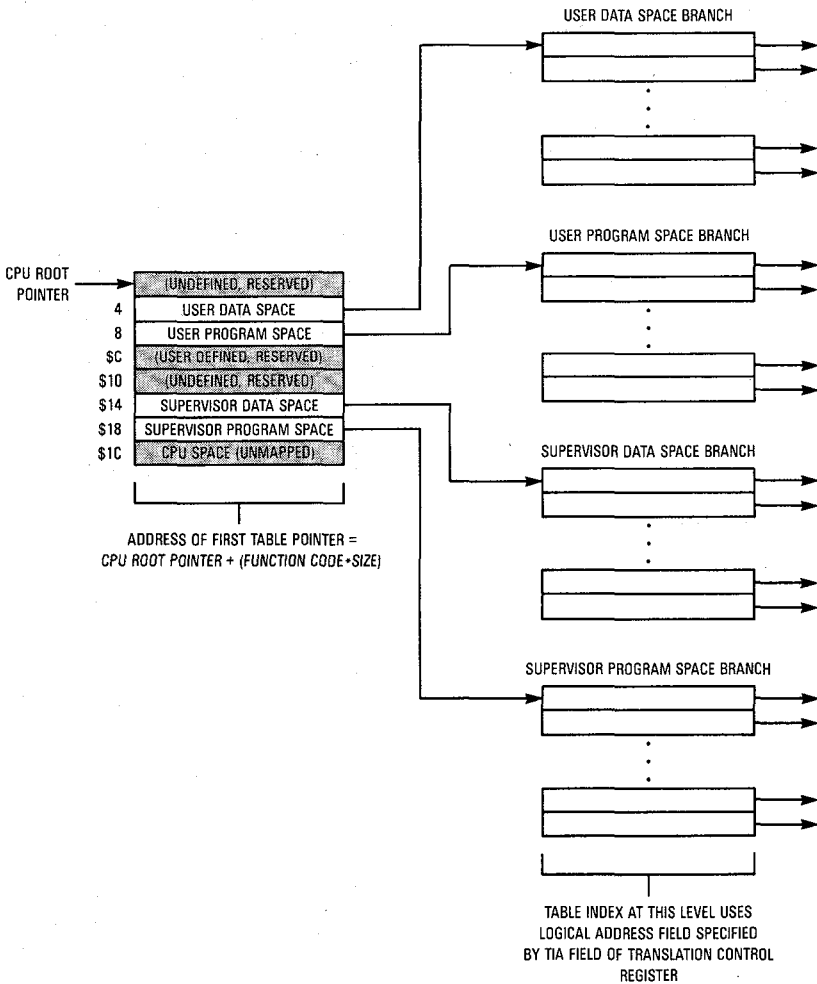 USER DATA SPACE BRANCH
USER PROGRAM SPACE BRANCH
CPU ROOT
POINTER
(UNDEFINED, RESERVED)
4 USER DATA SPACE
8 USER PROGRAM SPACE
$C (USER DEFINED, RESERVED)
$10 (UNDEFINED, RESERVED)
$14 SUPERVISOR DATA SPACE
$18 SUPERVISOR PROGRAM SPACE
$1C CPU SPACE (UNMAPPED)
ADDRESS OF FIRST TABLE POINTER =
CPU ROOT POINTER + (FUNCTION CODE*SIZE)
SUPERVISOR DATA SPACE BRANCH
SUPERVISOR PROGRAM SPACE BRANCH
TABLE INDEX AT THIS LEVEL USES
LOGICAL ADDRESS FIELD SPECIFIED
BY TIA FIELD OF TRANSLATION CONTROL
REGISTER